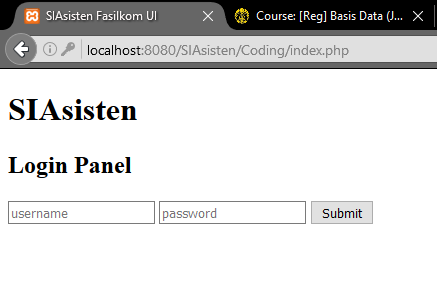 SIAsisten Fasilkom UI
Course: [Reg] Basis Data (J...
localhost:8080/SIAsisten/Coding/index.php
SIAsisten
Login Panel
username password Submit